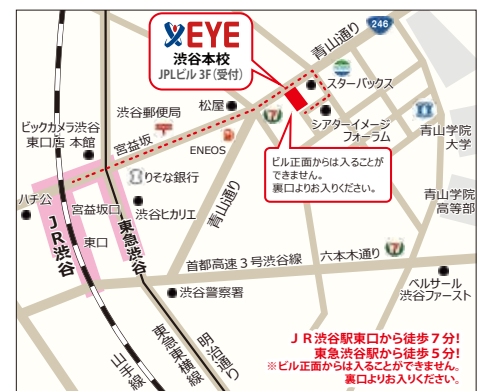 246
青山通り
EYE
渋谷本校
JPLビル 3F(受付)
スターバックス
渋谷郵便局
松屋
シアターイメージ
フォーラム
青山学院
大学
ビックカメラ渋谷
東口店 本館
宮益坂
ENEOS
ビル正面からは入ることが
できません。
裏口よりお入りください。
りそな銀行
青山通り
青山学院
高等部
ハチ公
宮益坂口
渋谷ヒカリエ
JR渋谷
東口
東急渋谷
首都高速3号渋谷線
六本木通り
渋谷警察署
ベルサール
渋谷ファースト
山手線
東急東横線
明治通り
JR渋谷駅東口から徒歩7分!
東急渋谷駅から徒歩5分!
※ビル正面からは入ることができません。
裏口よりお入りください。